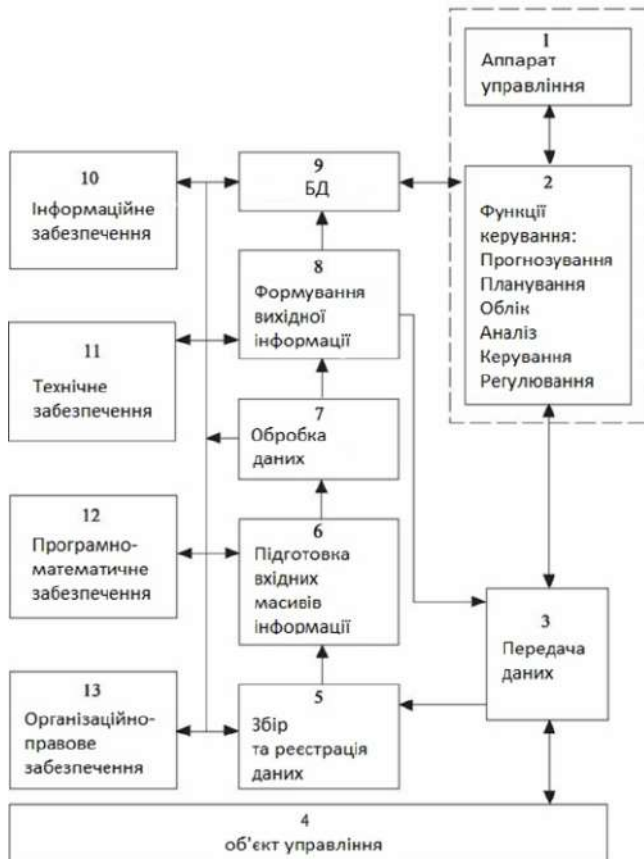 1
Аппарат
управління
2
Функції
керування:
Прогнозування
Планування
Облік
Аналіз
Керування
Регулювання
9
БД
10
Інформаційне
забезпечення
8
Формування
вихідної
інформації
11
Технічне
забезпечення
7
Обробка
даних
12
Програмно-
математичне
забезпечення
6
Підготовка
вхідних
масивів
інформації
3
Передача
даних
13
Організаційно-
правове
забезпечення
5
Збір
та реєстрація
даних
4
об'єкт управління